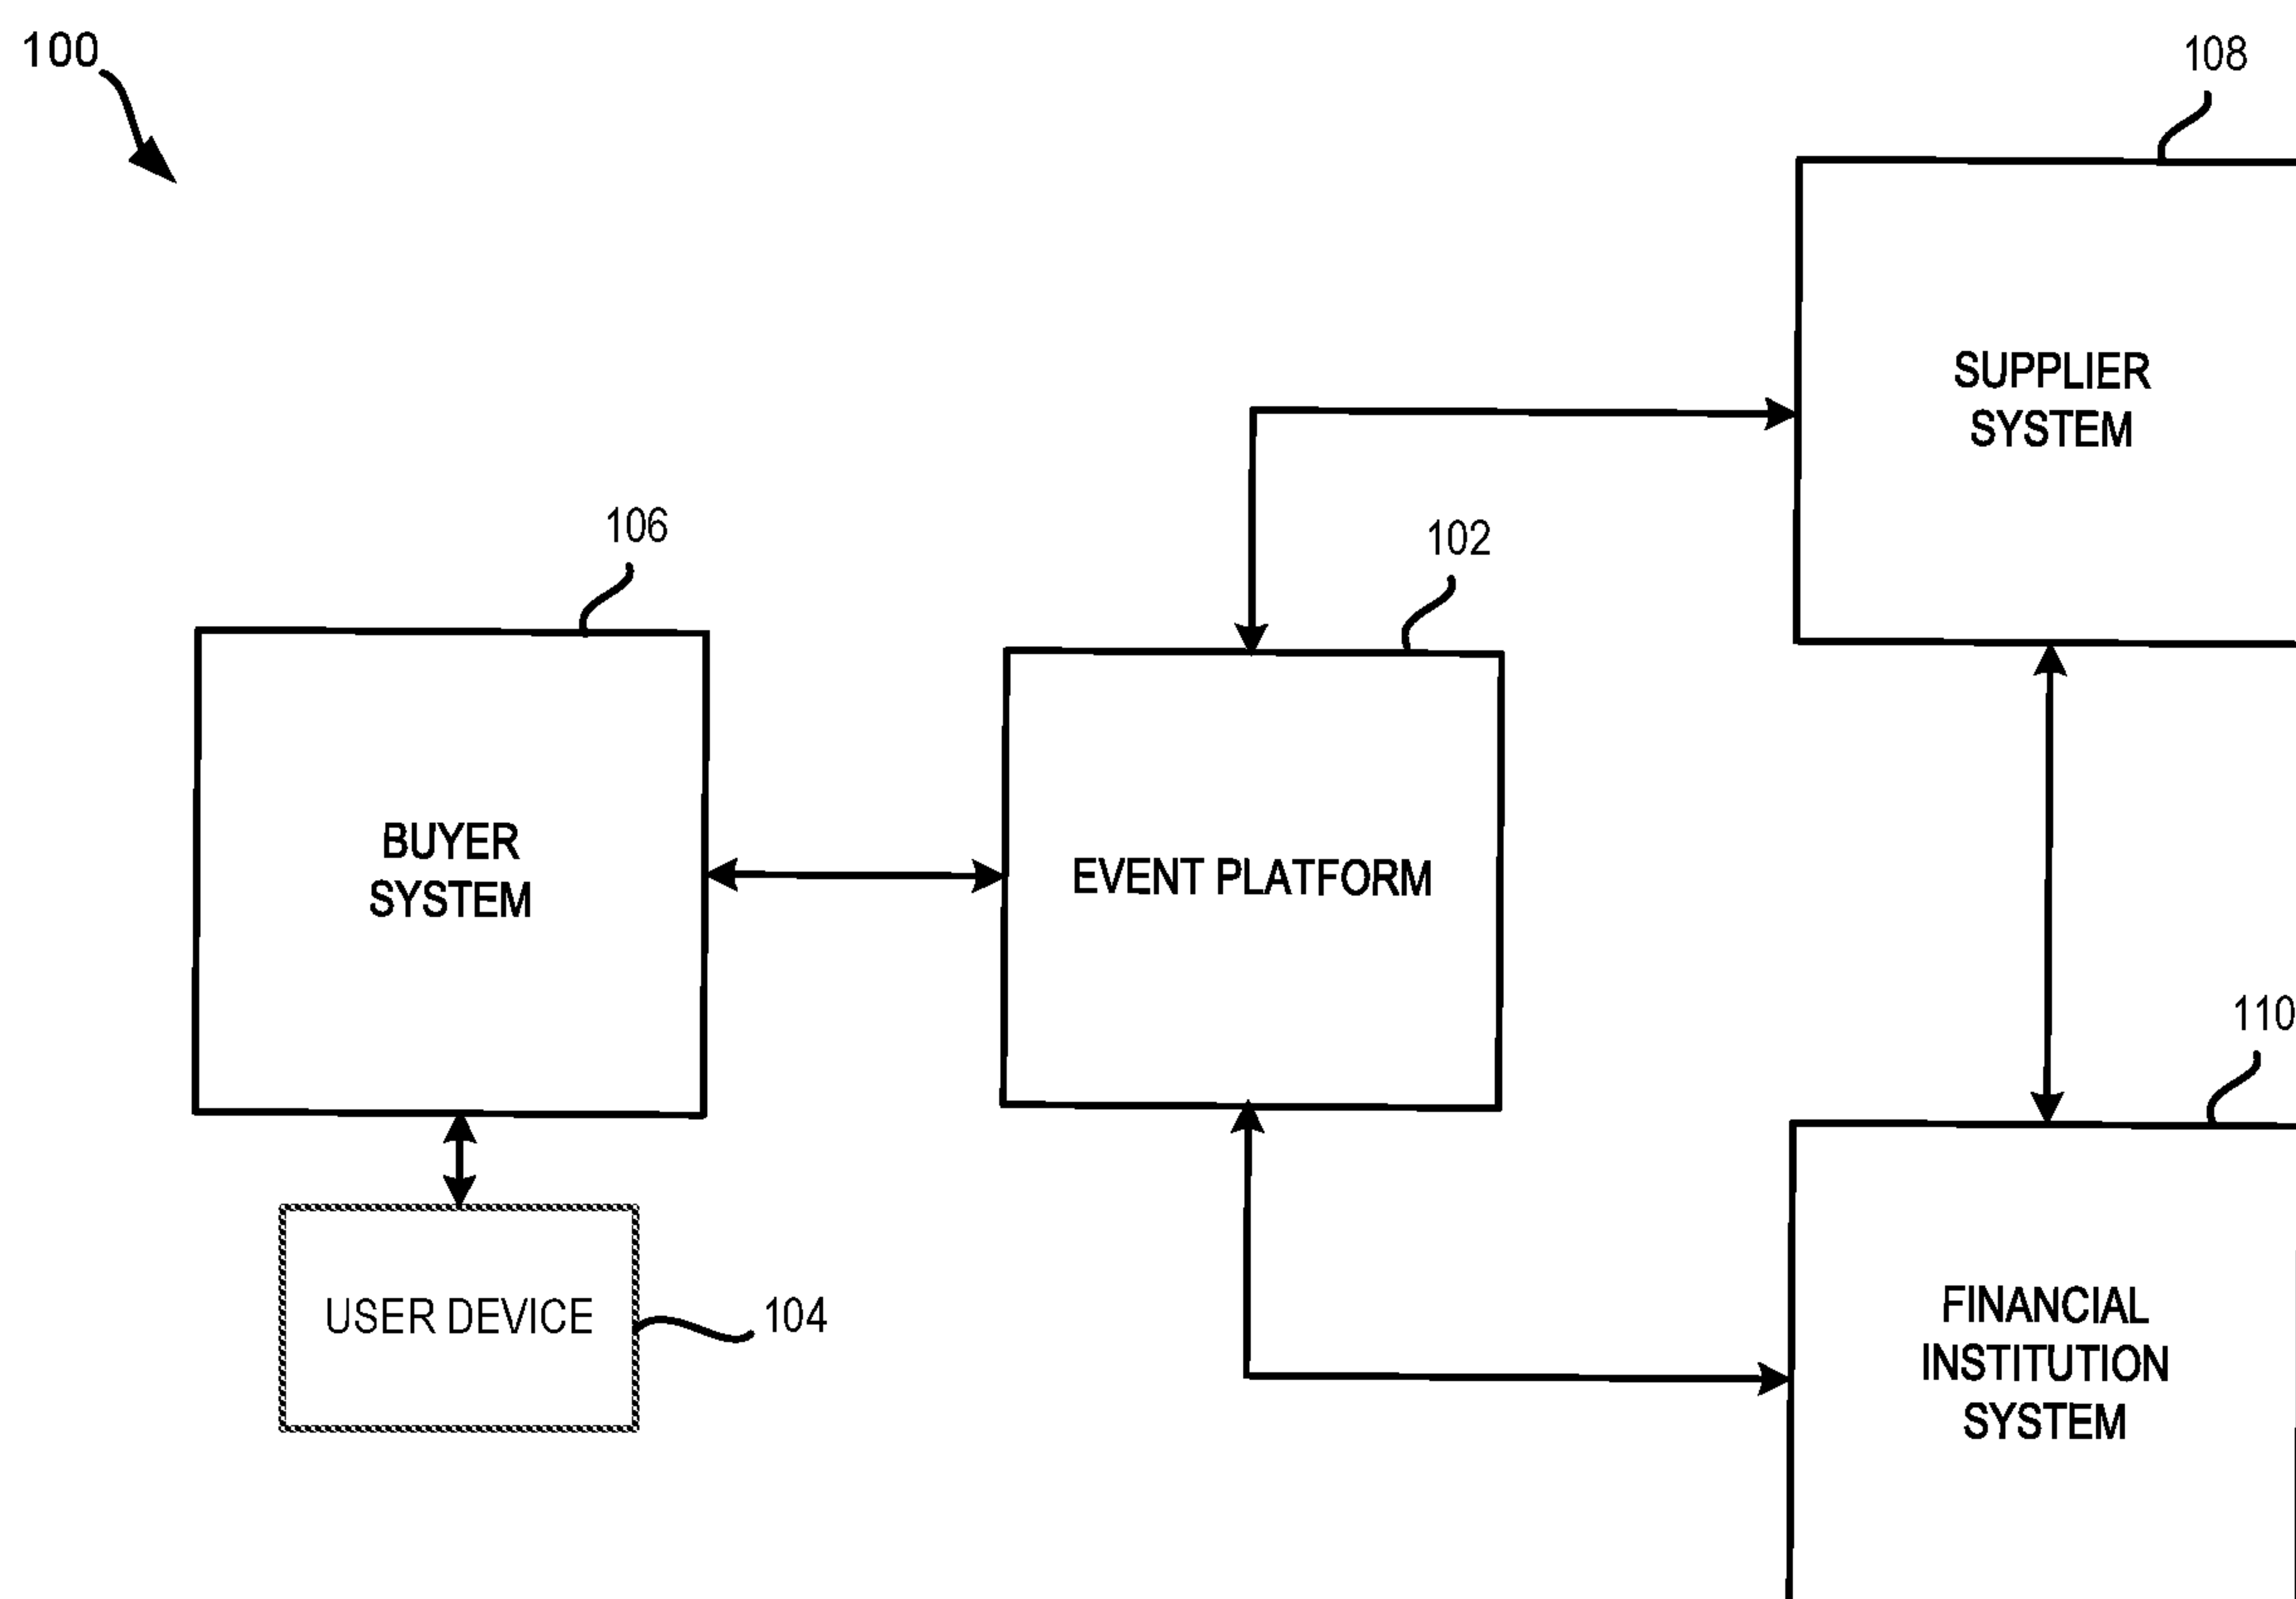 100
108
SUPPLIER
SYSTEM
106
102
BUYER
SYSTEM
EVENT PLATFORM
110
USER DEVICE
104
FINANCIAL
INSTITUTION
SYSTEM